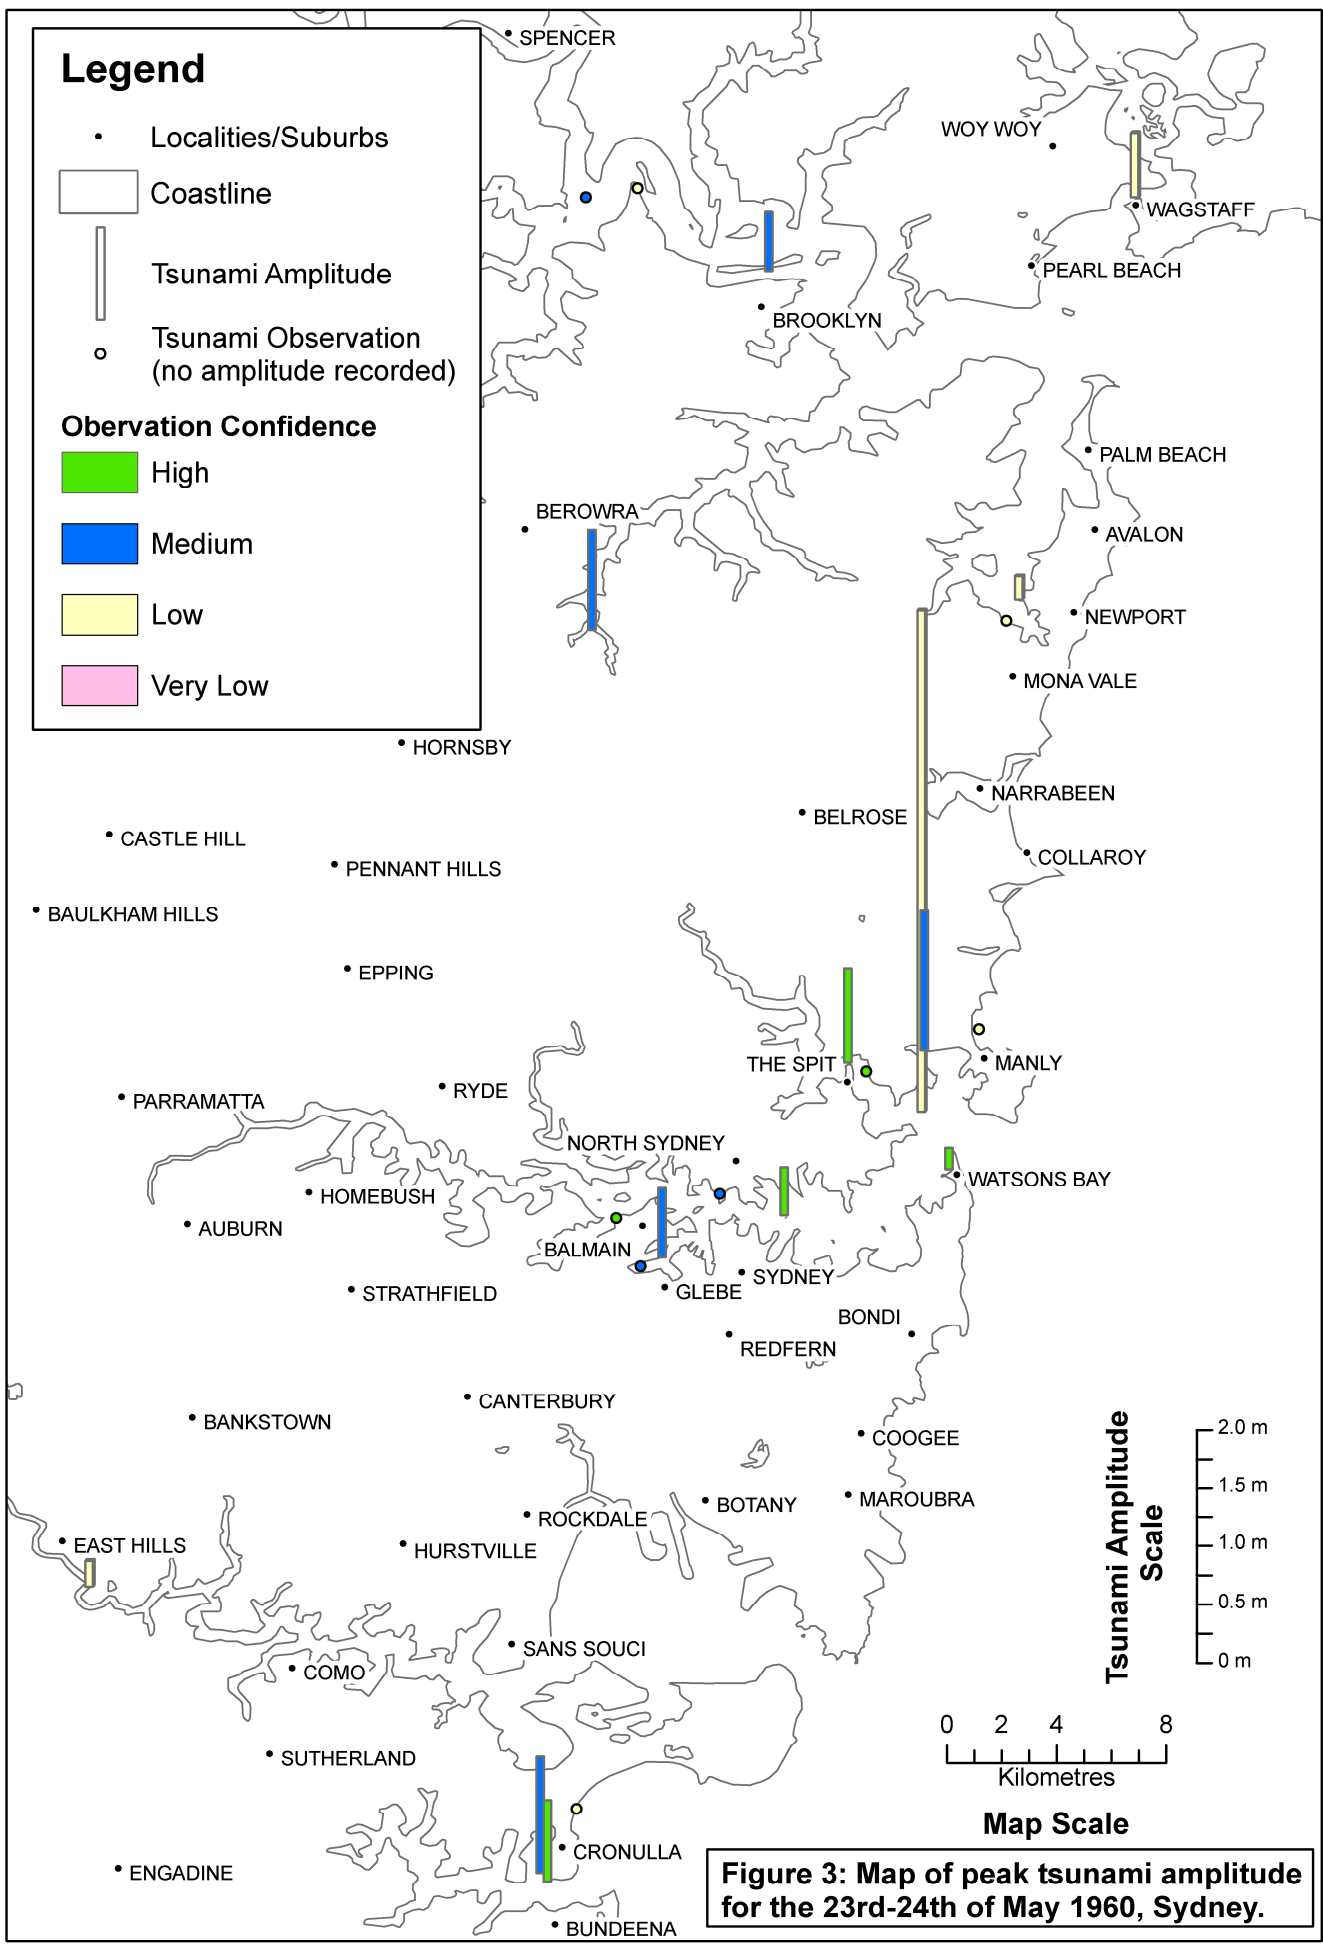 Legend
Localities/Suburbs
Coastline
Tsunami Amplitude
Tsunami Observation
(no amplitude recorded)
Obervation Confidence
High
Medium
Low
Very Low
SPENCER
WOY WOY
WAGSTAFF
PEARL BEACH
BROOKLYN
PALM BEACH
BEROWRA
AVALON
NEWPORT
MONA VALE
HORNSBY
NARRABEEN
BELROSE
CASTLE HILL
COLLAROY
PENNANT HILLS
BAULKHAM HILLS
EPPING
THE SPIT
MANLY
RYDE
PARRAMATTA
NORTH SYDNEY
WATSONS BAY
HOMEBUSH
AUBURN
BALMAIN
SYDNEY
GLEBE
STRATHFIELD
BONDI
REDFERN
CANTERBURY
BANKSTOWN
COOGEE
MAROUBRA
BOTANY
ROCKDALE
EAST HILLS
HURSTVILLE
SANS SOUCI
COMO
SUTHERLAND
CRONULLA
ENGADINE
BUNDEENA
Tsunami Amplitude
Scale
2.0 m
1.5 m
1.0 m
0.5 m
0 m
0 2 4 8
Kilometres
Map Scale
Figure 3: Map of peak tsunami amplitude
for the 23rd-24th of May 1960, Sydney.